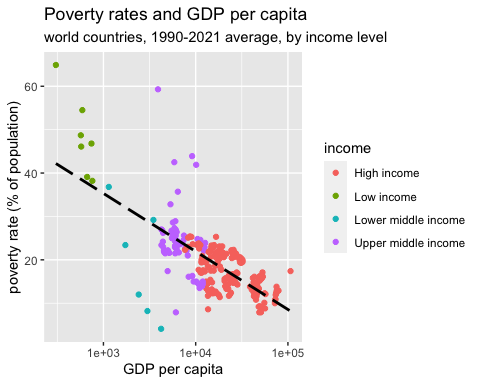 Poverty rates and GDP per capita
world countries, 1990-2021 average, by income level
poverty rate (% of population)
60
40
20
1e+03
1e+04
1e+05
GDP per capita
income
High income
Low income
Lower middle income
Upper middle income